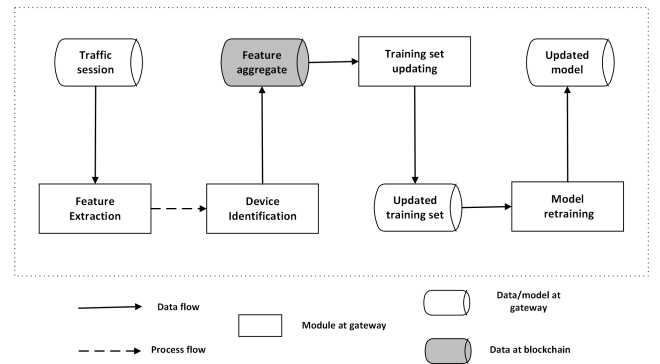 Traffic
session
Feature
aggregate
Training set
updating
Updated
model
Feature
Extraction
Device
Identification
Updated
training set
Model
retraining
Data flow
Process flow
Module at gateway
Data/model at
gateway
Data at blockchain